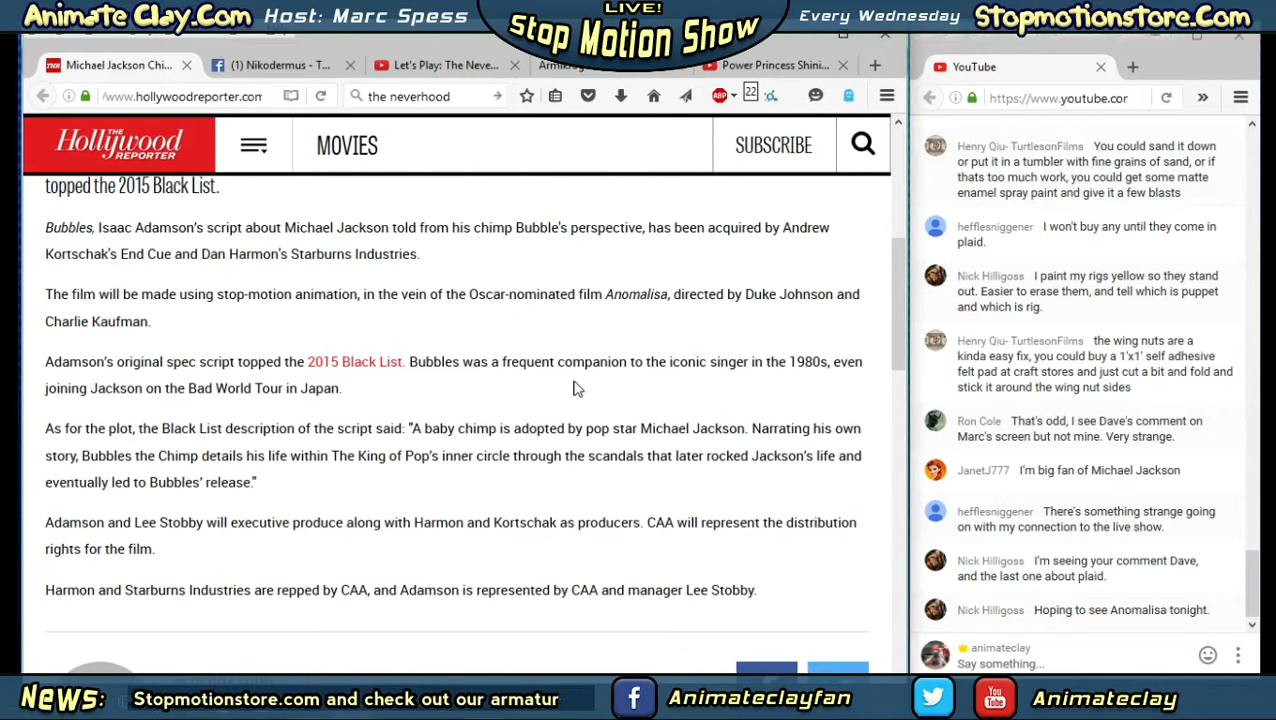 Animate Clay.Com
Host: Marc Spess
LIVE!
Stop Motion Show
Every Wednesday
Stopmotionstore.Com
Michael Jackson Chi...
(1) Nikodermus - T...
Let's Play: The Neve...
Armikrog
Power Princess Shini...
YouTube
/www.hollywoodreporter.com
the neverhood
ABP
22
https://www.youtube.cor
THE
Hollywood
REPORTER
MOVIES
SUBSCRIBE
topped the 2015 Black List.
Bubbles, Isaac Adamson's script about Michael Jackson told from his chimp Bubble's perspective, has been acquired by Andrew
Kortschak's End Cue and Dan Harmon's Starburns Industries.
The film will be made using stop-motion animation, in the vein of the Oscar-nominated film Anomalisa, directed by Duke Johnson and
Charlie Kaufman.
Adamson's original spec script topped the 2015 Black List. Bubbles was a frequent companion to the iconic singer in the 1980s, even
joining Jackson on the Bad World Tour in Japan.
As for the plot, the Black List description of the script said: "A baby chimp is adopted by pop star Michael Jackson. Narrating his own
story, Bubbles the Chimp details his life within The King of Pop's inner circle through the scandals that later rocked Jackson's life and
eventually led to Bubbles' release."
Adamson and Lee Stobby will executive produce along with Harmon and Kortschak as producers. CAA will represent the distribution
rights for the film.
Harmon and Starburns Industries are repped by CAA, and Adamson is represented by CAA and manager Lee Stobby.
Henry Qiu- TurtlesonFilms You could sand it down
or put it in a tumbler with fine grains of sand, or if
thats too much work, you could get some matte
enamel spray paint and give it a few blasts
hefflesniggener I won't buy any until they come in
plaid.
Nick Hilligoss I paint my rigs yellow so they stand
out. Easier to erase them, and tell which is puppet
and which is rig.
Henry Qiu- TurtlesonFilms the wing nuts are a
kinda easy fix, you could buy a 1'x1' self adhesive
felt pad at craft stores and just cut a bit and fold and
stick it around the wing nut sides
Ron Cole That's odd, I see Dave's comment on
Marc's screen but not mine. Very strange.
JanetJ777 I'm big fan of Michael Jackson
hefflesniggener There's something strange going
on with my connection to the live show.
Nick Hilligoss I'm seeing your comment Dave,
and the last one about plaid.
Nick Hilligoss Hoping to see Anomalisa tonight.
animateclay
Say something...
News:
Stopmotionstore.com and check out our armatur
Animateclayfan
You Tube
Animateclay